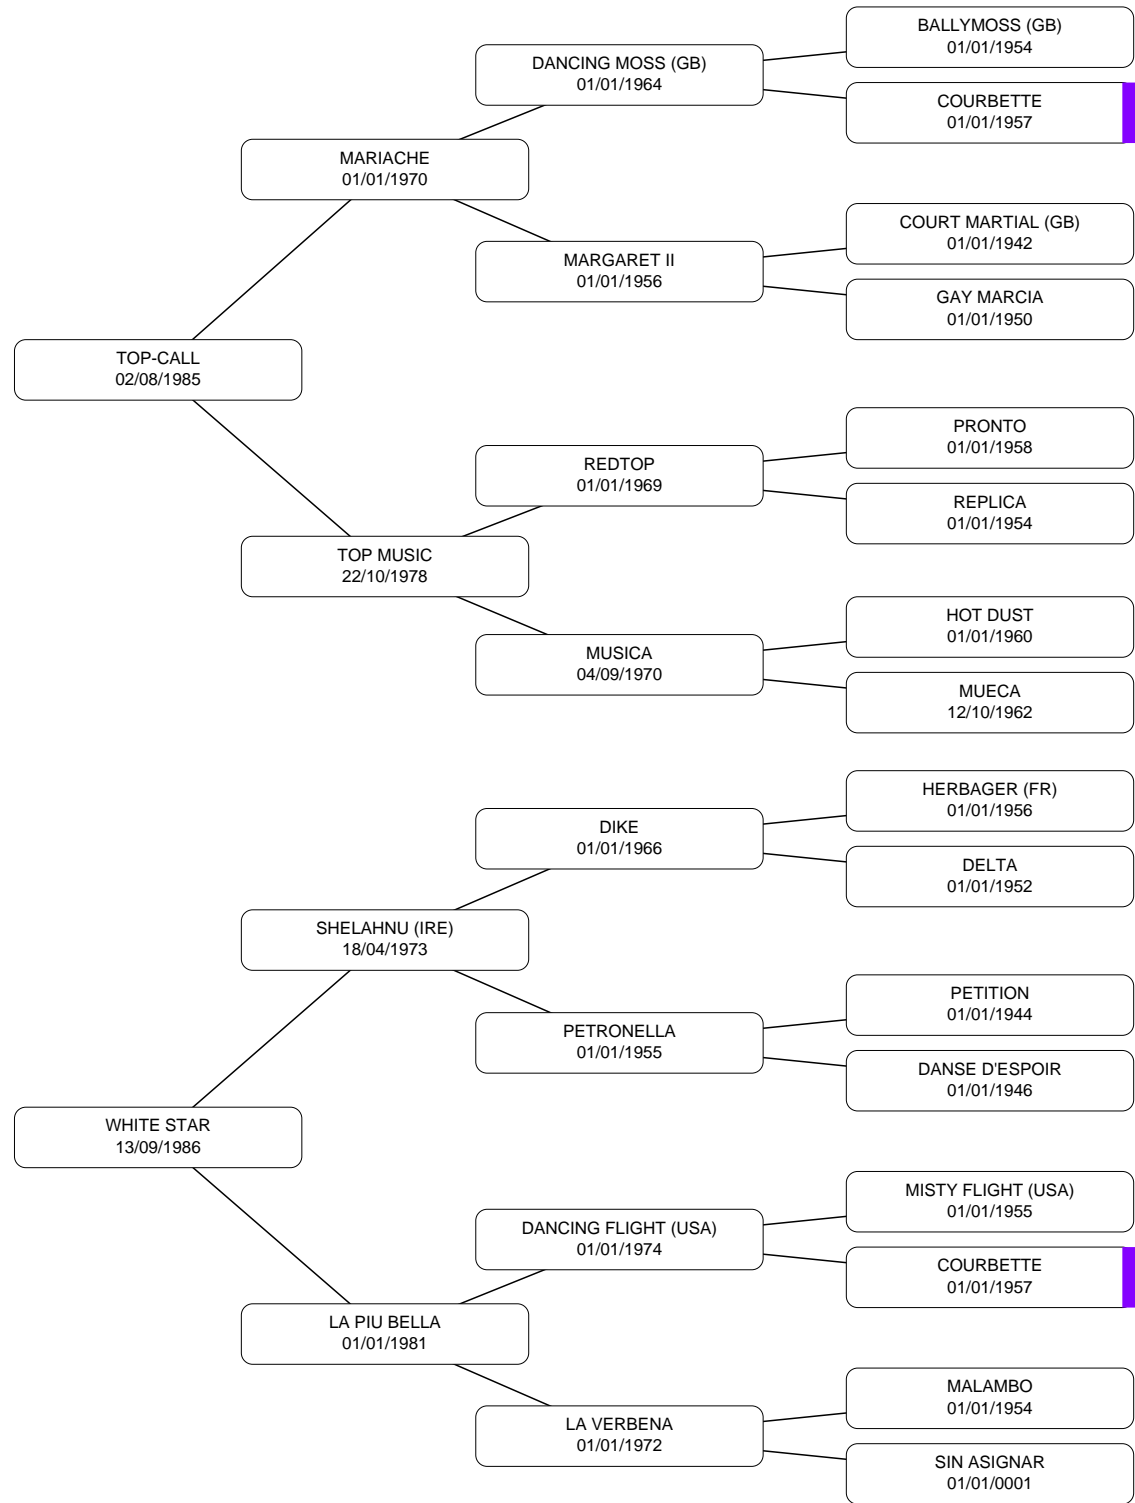 BALLYMOSS (GB)
01/01/1954
DANCING MOSS (GB)
01/01/1964
COURBETTE
01/01/1957
MARIACHE
01/01/1970
COURT MARTIAL (GB)
01/01/1942
MARGARET II
01/01/1956
GAY MARCIA
01/01/1950
TOP-CALL
02/08/1985
PRONTO
01/01/1958
REDTOP
01/01/1969
REPLICA
01/01/1954
TOP MUSIC
22/10/1978
HOT DUST
01/01/1960
MUSICA
04/09/1970
MUECA
12/10/1962
HERBAGER (FR)
01/01/1956
DIKE
01/01/1966
DELTA
01/01/1952
SHELAHNU (IRE)
18/04/1973
PETITION
01/01/1944
PETRONELLA
01/01/1955
DANSE D'ESPOIR
01/01/1946
WHITE STAR
13/09/1986
MISTY FLIGHT (USA)
01/01/1955
DANCING FLIGHT (USA)
01/01/1974
COURBETTE
01/01/1957
LA PIU BELLA
01/01/1981
MALAMBO
01/01/1954
LA VERBENA
01/01/1972
SIN ASIGNAR
01/01/0001